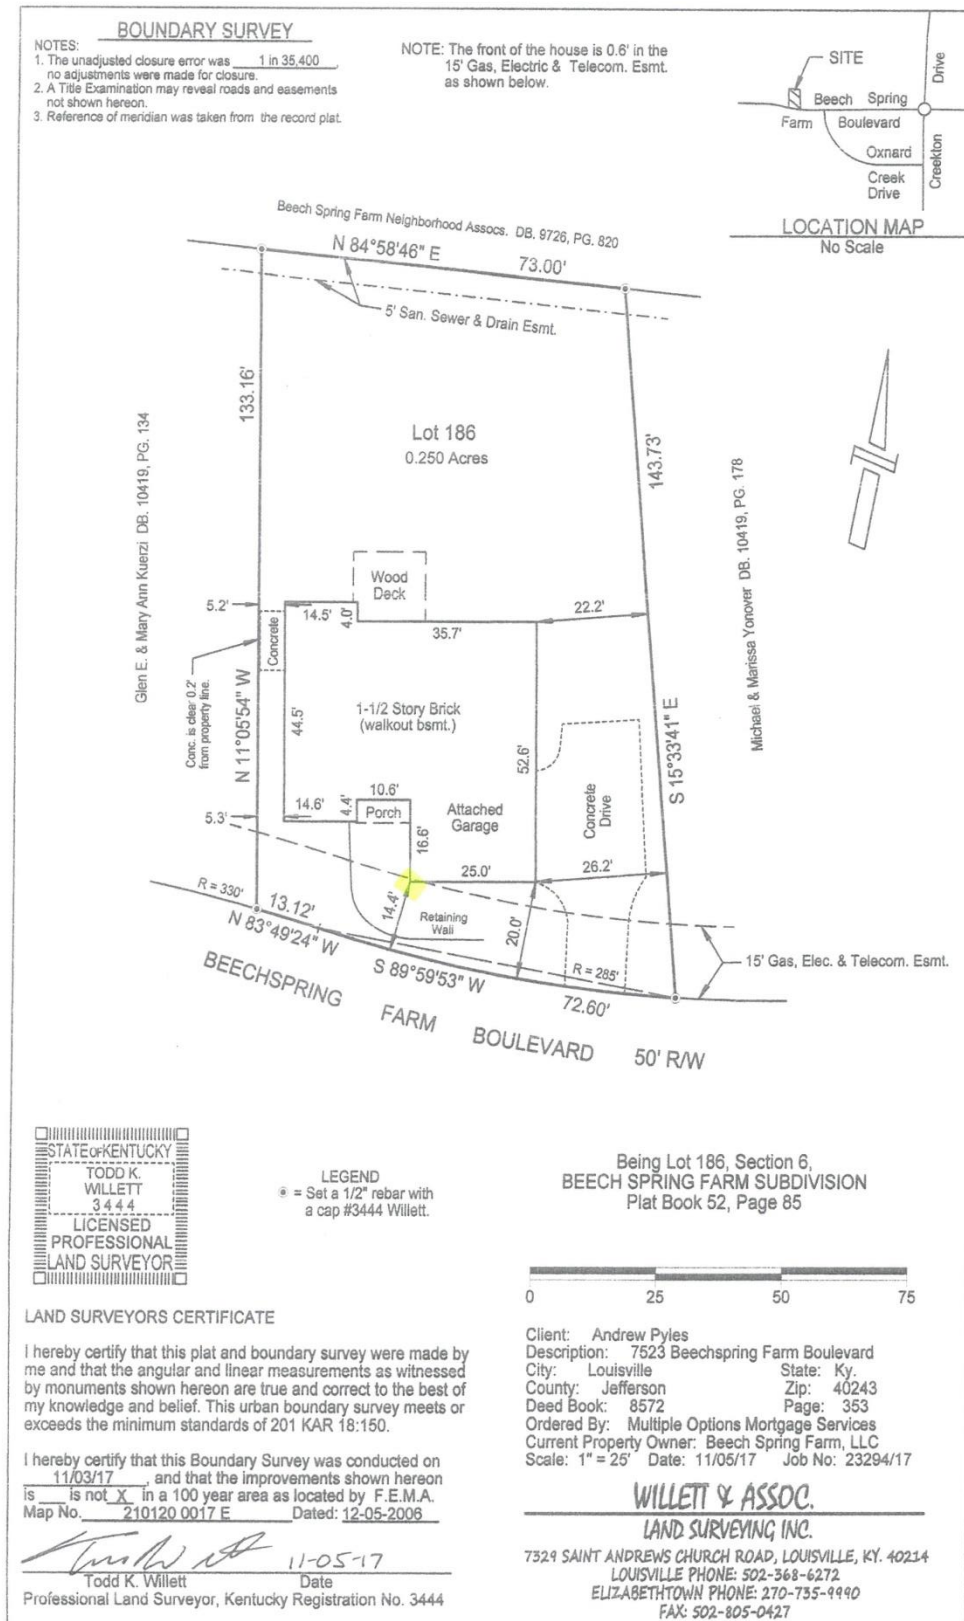 BOUNDARY SURVEY
NOTES:
1. The unadjusted closure error was 1 in 35,400,
no adjustments were made for closure.
2. A Title Examination may reveal roads and easements
not shown hereon.
3. Reference of meridian was taken from the record plat.
NOTE: The front of the house is 0.6' in the
15' Gas, Electric & Telecom. Esmt.
as shown below.
SITE
Drive
Beech Spring
Farm Boulevard
Oxnard
Creek
Drive
Creekton
LOCATION MAP
No Scale
Beech Spring Farm Neighborhood Assocs. DB. 9726, PG. 820
N 84°58'46" E 73.00'
5' San. Sewer & Drain Esmt.
133.16'
Lot 186
0.250 Acres
143.73'
Glen E. & Mary Ann Kuerzi DB. 10419, PG. 134
Michael & Marissa Yonover DB. 10419, PG. 178
Wood
Deck
5.2'
14.5'
4.0'
35.7'
22.2'
Concrete
Conc. is clear 0.2'
from property line.
N 11°05'54" W
44.5'
1-1/2 Story Brick
(walkout bsmt.)
52.6'
S 15°33'41" E
Concrete
Drive
10.6'
14.6'
4.4'
Porch
Attached
Garage
5.3'
16.6'
25.0'
26.2'
R = 330'
13.12'
N 83°49'24" W
14.4'
Retaining
Wall
20.0'
15' Gas, Elec. & Telecom. Esmt.
S 89°59'53" W
R = 285'
72.60'
BEECHSPRING FARM BOULEVARD 50' R/W
STATE OF KENTUCKY
TODD K.
WILLETT
3444
LICENSED
PROFESSIONAL
LAND SURVEYOR
LEGEND
= Set a 1/2" rebar with
a cap #3444 Willett.
Being Lot 186, Section 6,
BEECH SPRING FARM SUBDIVISION
Plat Book 52, Page 85
0 25 50 75
LAND SURVEYORS CERTIFICATE
I hereby certify that this plat and boundary survey were made by
me and that the angular and linear measurements as witnessed
by monuments shown hereon are true and correct to the best of
my knowledge and belief. This urban boundary survey meets or
exceeds the minimum standards of 201 KAR 18:150.
I hereby certify that this Boundary Survey was conducted on
11/03/17, and that the improvements shown hereon
is ___ is not X in a 100 year area as located by F.E.M.A.
Map No. 210120 0017 E Dated: 12-05-2006
11-05-17
Todd K. Willett Date
Professional Land Surveyor, Kentucky Registration No. 3444
Client: Andrew Pyles
Description: 7523 Beechspring Farm Boulevard
City: Louisville State: Ky.
County: Jefferson Zip: 40243
Deed Book: 8572 Page: 353
Ordered By: Multiple Options Mortgage Services
Current Property Owner: Beech Spring Farm, LLC
Scale: 1" = 25' Date: 11/05/17 Job No: 23294/17
WILLETT & ASSOC.
LAND SURVEYING INC.
7329 SAINT ANDREWS CHURCH ROAD, LOUISVILLE, KY. 40214
LOUISVILLE PHONE: 502-368-6272
ELIZABETHTOWN PHONE: 270-735-9990
FAX: 502-805-0427